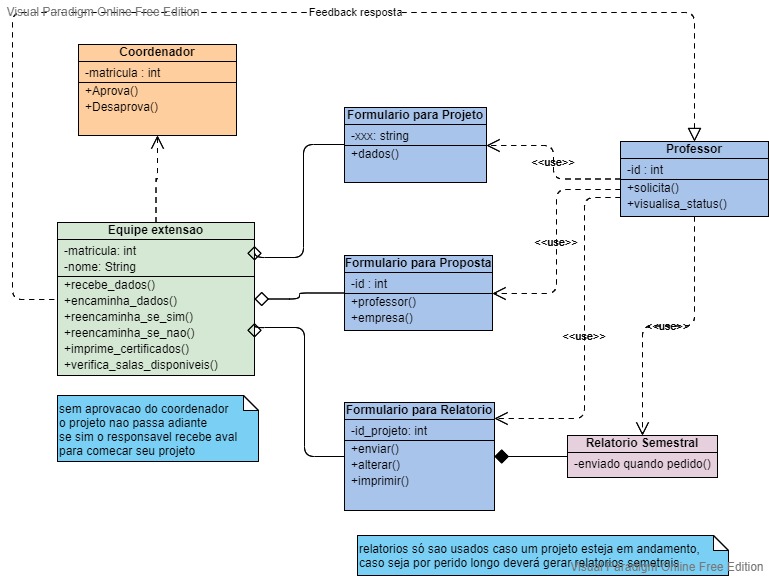 Visual Paradigm Online Free Edition
Feedback resposta
Coordenador
-matricula : int
+Aprova()
+Desaprova()
Formulario para Projeto
-xxx: string
+dados()
Professor
-id : int
+solicita()
+visualisa_status()
<<use>>
Equipe extensao
-matricula: int
-nome: String
+recebe_dados()
+encaminha_dados()
+reencaminha_se_sim()
+reencaminha_se_nao()
+imprime_certificados()
+verifica_salas_disponiveis()
<<use>>
Formulario para Proposta
-id : int
+professor()
+empresa()
<<use>>
<<use>>
sem aprovacao do coordenador
o projeto nao passa adiante
se sim o responsavel recebe aval
para comecar seu projeto
Formulario para Relatorio
-id_projeto: int
+enviar()
+alterar()
+imprimir()
Relatorio Semestral
-enviado quando pedido()
relatorios só sao usados caso um projeto esteja em andamento,
caso seja por perido longo deverá gerar relatorios semetrais
Visual Paradigm Online Free Edition